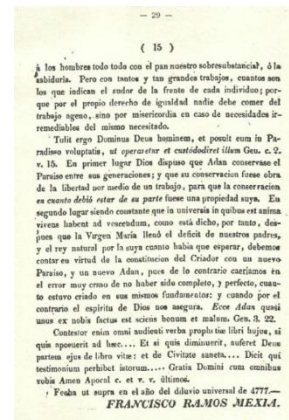 — 29 —
( 15 )
á los hombres todo todo con el pan nuestro sobresubstancial, ó la
sabiduria. Pero con tantos y tan grandes trabajos, cuantos son
los que indican el sudor de la frente de cada individuo; por-
que por el propio derecho de igualdad nadie debe comer del
trabajo ageno, sino por misericordia en caso de necesidades ir-
remediables del mismo necesitado.
Tulit ergo Dominus Deus hominem, et posuit eum in Pa-
radiso voluptatis, ut operaretur et custódodiret illum Gen. c. 2.
v. 15. En primer lugar Dios dispuso que Adan conservase el
Paraiso entre sus generaciones; y que su conservacion fuese obra
de la libertad por medio de un trabajo, para que la conservacion
en cuanto debió estar de su parte fuese una propiedad suya. En
segundo lugar siendo constante que in universis in quibus est anima
vivens habent ad vescendum, como está dicho, por tanto, des-
pues que la Virgen María llenó el deficit de nuestros padres,
y el rey natural por la suya cuanto habia que esperar, debemos
contar en virtud de la constitucion del Criador con un nuevo
Paraiso, y un nuevo Adan, pues de lo contrario caeriamos en
el error muy craso de no haber sido completo, y perfecto, cuan-
to estuvo criado en sus mismos fundamentos: y cuando por el
contrario el espíritu de Dios nos asegura. Ecce Adan quasi
unus ex nobis factus est sciens bonum et malum. Gen. 3. 22.
Contestor enim omni audienti verba prophetiæ libri hujus, si
quis aposuerit ad hæc.... Et si quis diminuerit, auferet Deus
partem ejus de libro vitæ: et de Civitate sancta.... Dicit qui
testimonium perhibet istorum..... Gratia Domini cum omnibus
vobis Amen Apocal c. et v. v. últimos.
Fecha ut supra en el año del diluvio universal de 4777.—
FRANCISCO RAMOS MEXIA.